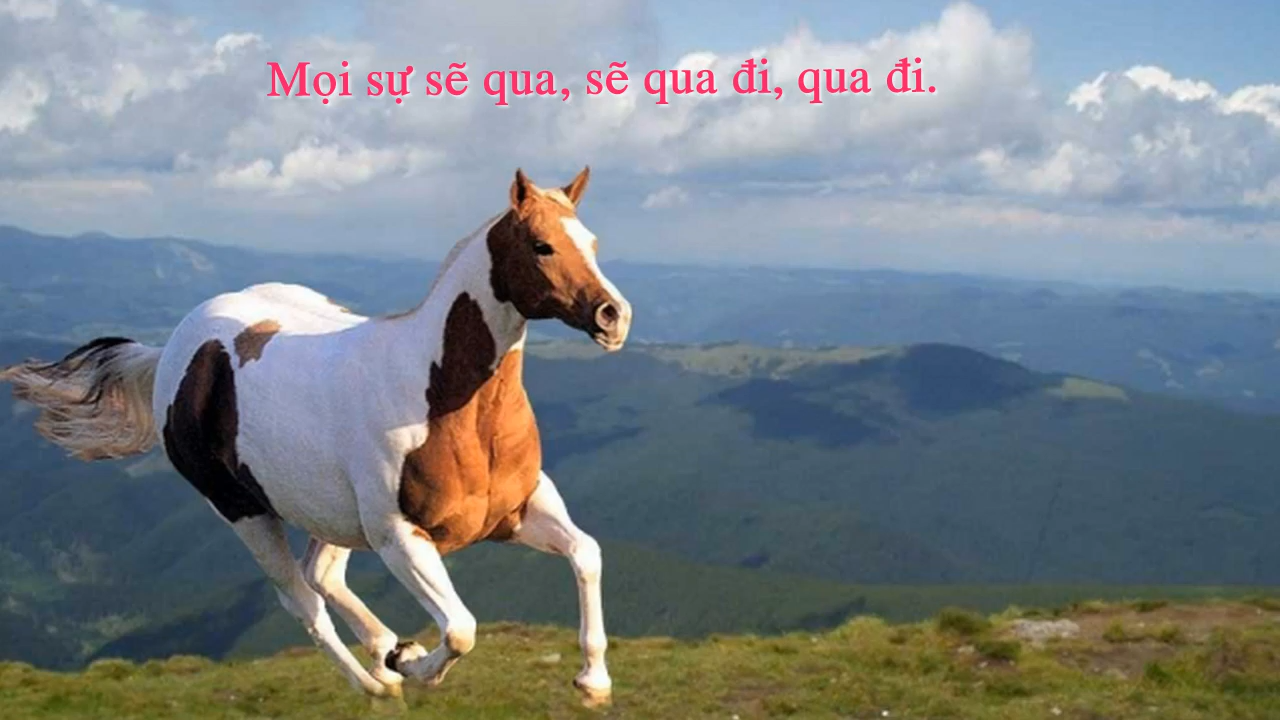 Mọi sự sẽ qua, sẽ qua đi, qua đi.